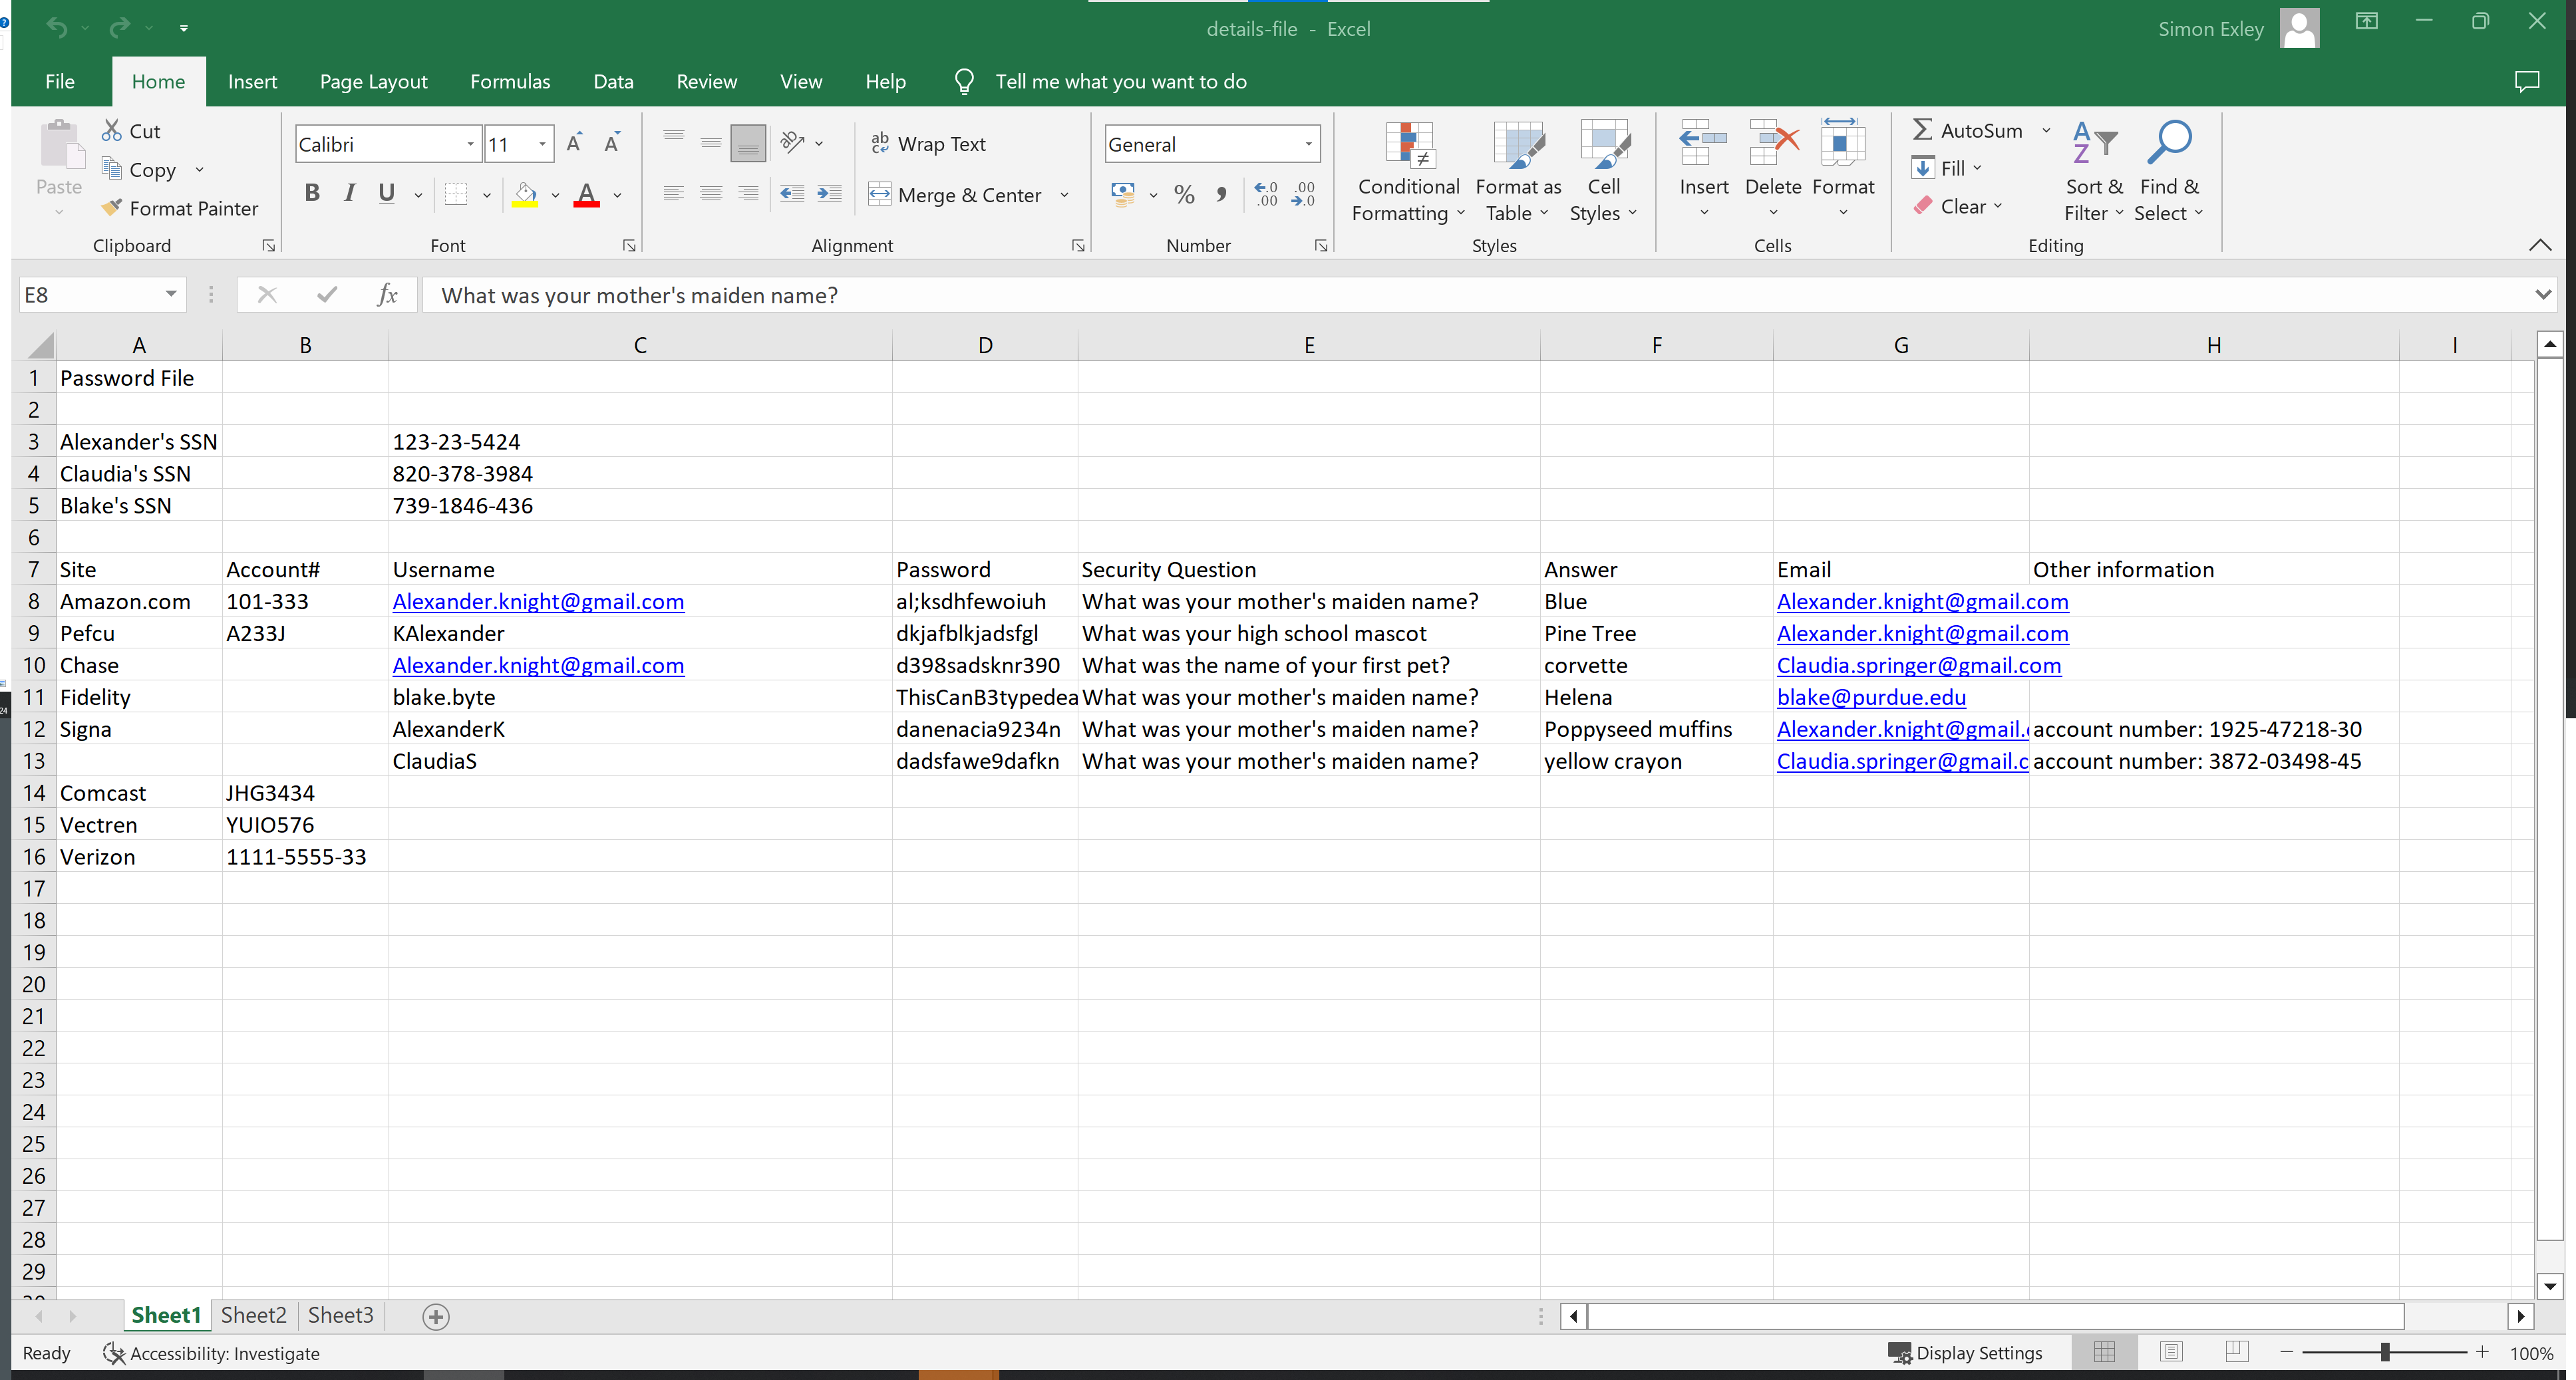 details-file - Excel
Simon Exley
File Home Insert Page Layout Formulas Data Review View Help Tell me what you want to do
Paste
Cut
Copy
Format Painter
Clipboard
Calibri 11
B I U
Font
Wrap Text
Merge & Center
Alignment
General
Number
Conditional Formatting
Format as Table
Cell Styles
Styles
Insert Delete Format
Cells
AutoSum
Fill
Clear
Sort & Filter
Find & Select
Editing
E8 fx What was your mother's maiden name?
A B C D E F G H I
1 Password File
2
3 Alexander's SSN 123-23-5424
4 Claudia's SSN 820-378-3984
5 Blake's SSN 739-1846-436
6
7 Site Account# Username Password Security Question Answer Email Other information
8 Amazon.com 101-333 Alexander.knight@gmail.com al;ksdhfewoiuh What was your mother's maiden name? Blue Alexander.knight@gmail.com
9 Pefcu A233J KAlexander dkjafblkjadsfgl What was your high school mascot Pine Tree Alexander.knight@gmail.com
10 Chase Alexander.knight@gmail.com d398sadsknr390 What was the name of your first pet? corvette Claudia.springer@gmail.com
11 Fidelity blake.byte ThisCanB3typedea What was your mother's maiden name? Helena blake@purdue.edu
12 Signa AlexanderK danenacia9234n What was your mother's maiden name? Poppyseed muffins Alexander.knight@gmail. account number: 1925-47218-30
13 ClaudiaS dadsfawe9dafkn What was your mother's maiden name? yellow crayon Claudia.springer@gmail.c account number: 3872-03498-45
14 Comcast JHG3434
15 Vectren YUIO576
16 Verizon 1111-5555-33
17
18
19
20
21
22
23
24
25
26
27
28
29
Sheet1 Sheet2 Sheet3
Ready Accessibility: Investigate Display Settings 100%